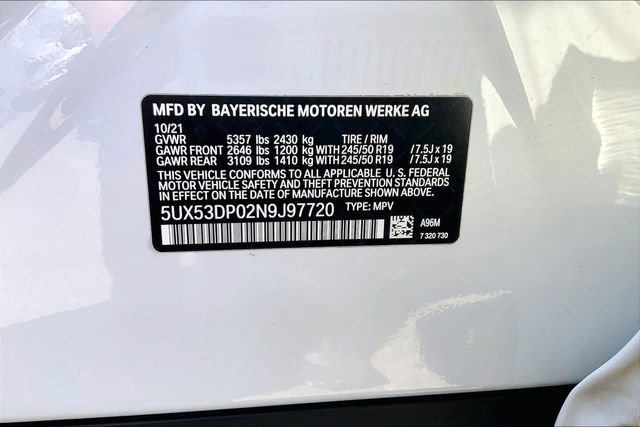 MFD BY BAYERISCHE MOTOREN WERKE AG
10/21
GVWR 5357 lbs 2430 kg TIRE / RIM
GAWR FRONT 2646 lbs 1200 kg WITH 245/50 R19 /7.5J x 19
GAWR REAR 3109 lbs 1410 kg WITH 245/50 R19 /7.5J x 19
THIS VEHICLE CONFORMS TO ALL APPLICABLE U. S. FEDERAL
MOTOR VEHICLE SAFETY AND THEFT PREVENTION STANDARDS
IN EFFECT ON THE DATE OF MANUFACTURE SHOWN ABOVE.
5UX53DP02N9J97720 TYPE: MPV
A96M
7 320 730